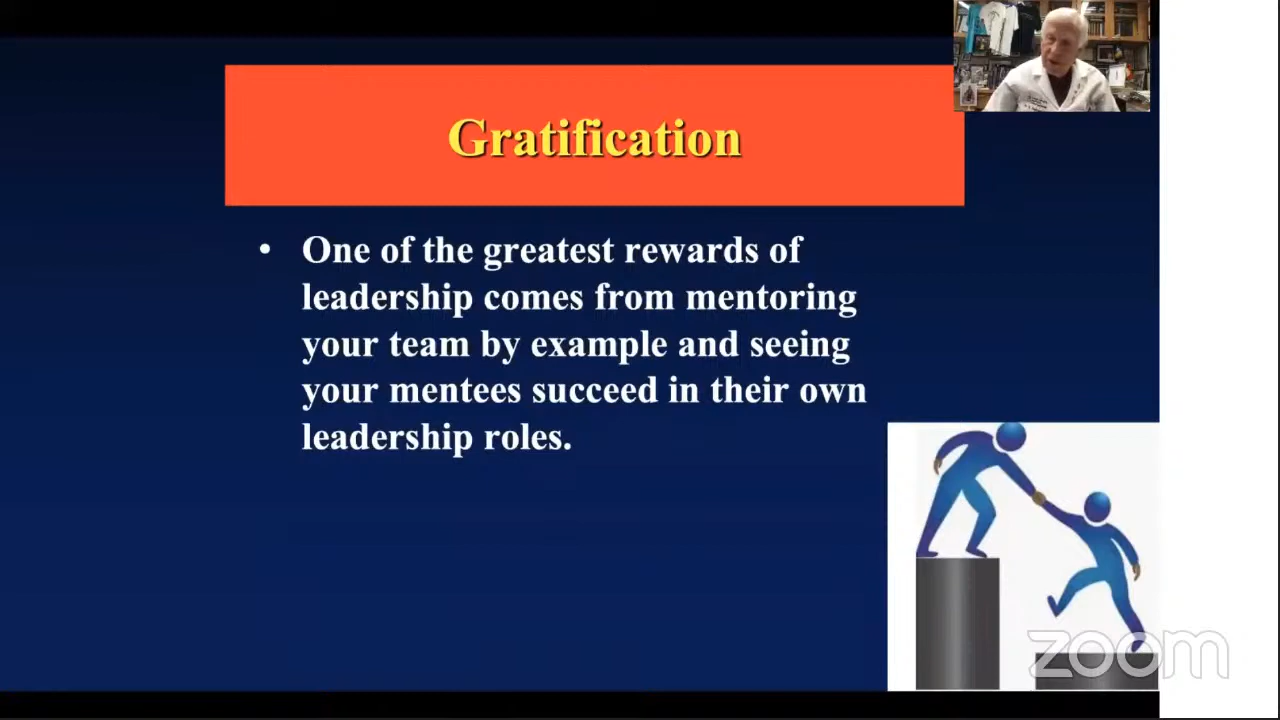 Gratification
• One of the greatest rewards of
leadership comes from mentoring
your team by example and seeing
your mentees succeed in their own
leadership roles.
zoom